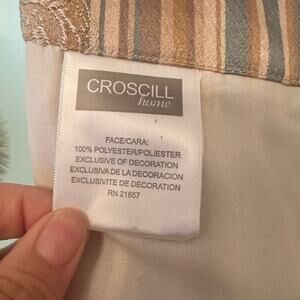 CROSCILL
home
FACE/CARA:
100% POLYESTER/POLIESTER
EXCLUSIVE OF DECORATION
EXCLUSIVA DE LA DECORACION
EXCLUSIVITE DE DECORATION
RN 21857